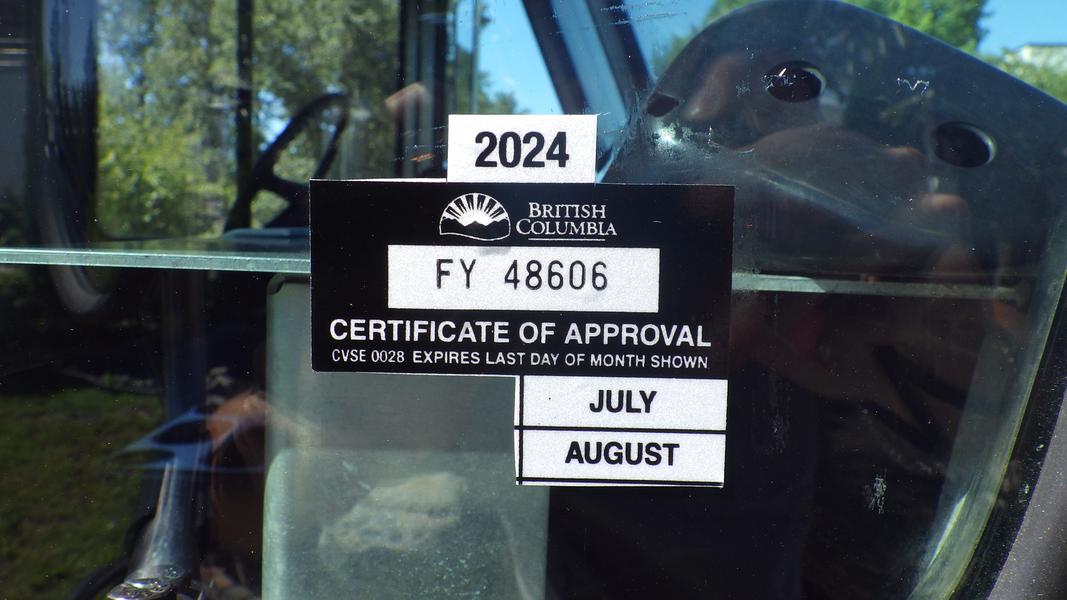 2024
BRITISH
COLUMBIA
FY 48606
CERTIFICATE OF APPROVAL
CVSE 0028 EXPIRES LAST DAY OF MONTH SHOWN
JULY
AUGUST